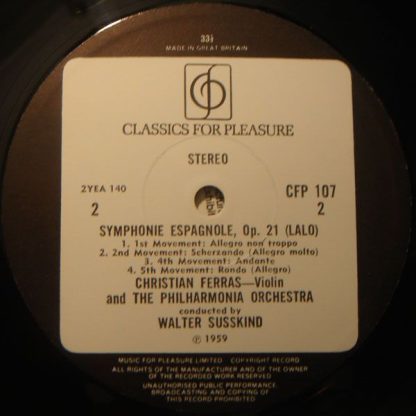 33⅓
MADE IN GREAT BRITAIN
CLASSICS FOR PLEASURE
STEREO
2YEA 140
2
CFP 107
2
SYMPHONIE ESPAGNOLE, Op. 21 (LALO)
1. 1st Movement: Allegro non troppo
2. 2nd Movement: Scherzando (Allegro molto)
3. 4th Movement: Andante
4. 5th Movement: Rondo (Allegro)
CHRISTIAN FERRAS—Violin
and THE PHILHARMONIA ORCHESTRA
conducted by
WALTER SUSSKIND
℗ 1959
MUSIC FOR PLEASURE LIMITED COPYRIGHT RECORD
ALL RIGHTS OF THE MANUFACTURER AND OF THE OWNER
OF THE RECORDED WORK RESERVED
UNAUTHORISED PUBLIC PERFORMANCE
BROADCASTING AND COPYING OF
THIS RECORD PROHIBITED